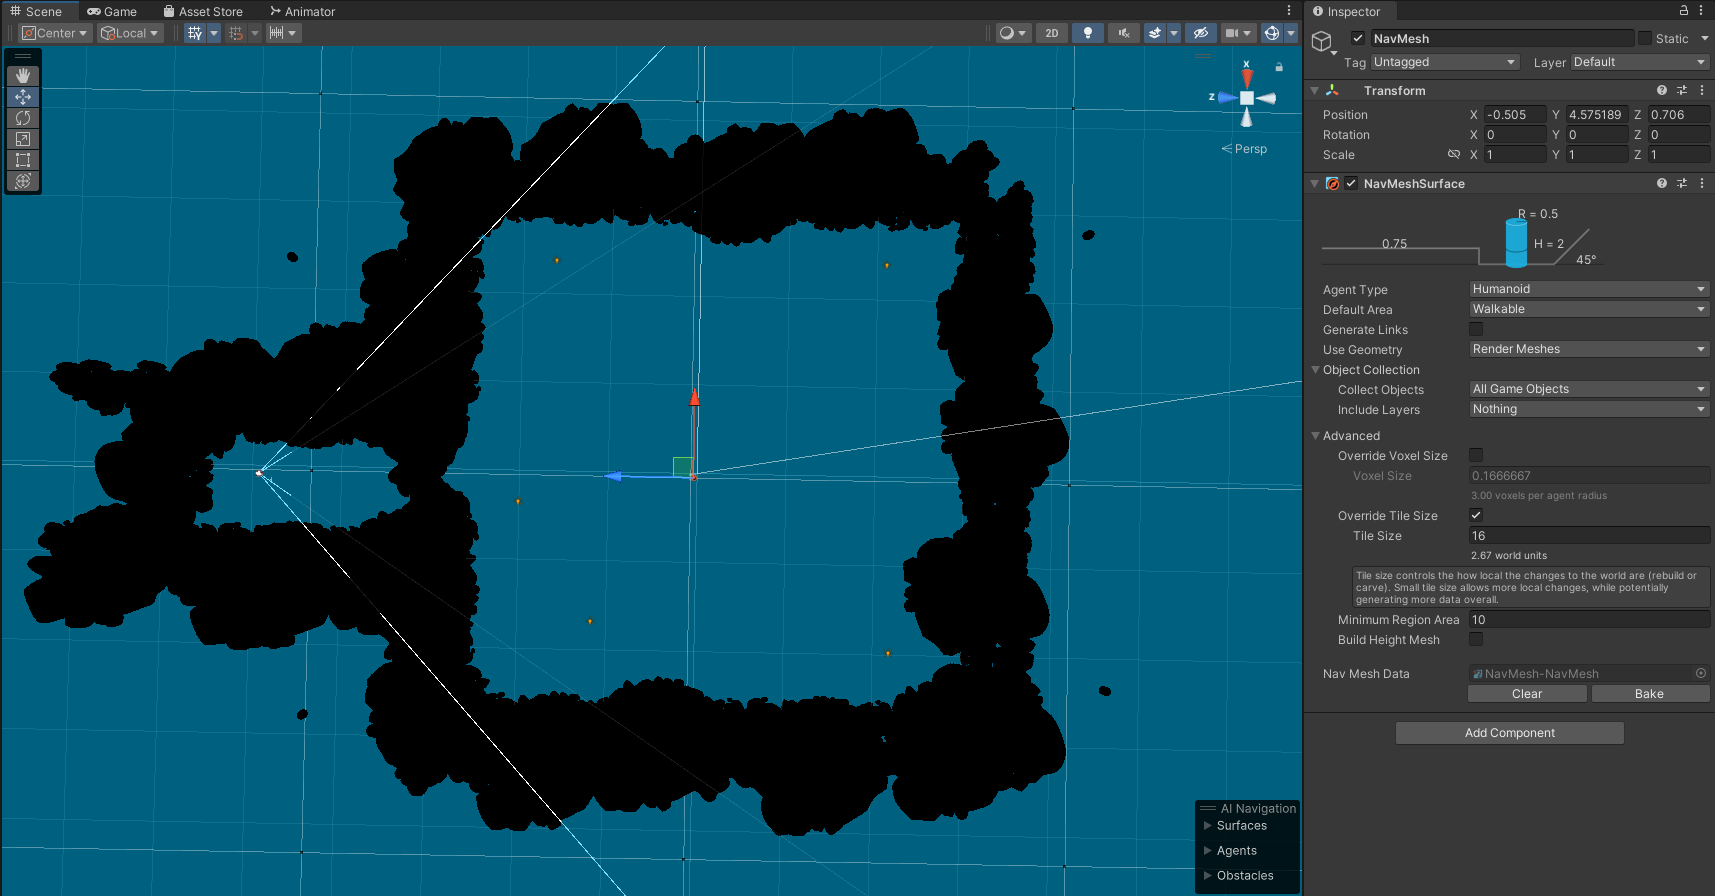 Scene
Game
Asset Store
Animator
Center
Local
2D
x
z
Persp
AI Navigation
Surfaces
Agents
Obstacles
Inspector
NavMesh
Static
Tag
Untagged
Layer
Default
Transform
Position X -0.505 Y 4.575189 Z 0.706
Rotation X 0 Y 0 Z 0
Scale X 1 Y 1 Z 1
NavMeshSurface
R = 0.5
0.75
H = 2
45°
Agent Type Humanoid
Default Area Walkable
Generate Links
Use Geometry Render Meshes
Object Collection
Collect Objects All Game Objects
Include Layers Nothing
Advanced
Override Voxel Size
Voxel Size 0.1666667
3.00 voxels per agent radius
Override Tile Size
Tile Size 16
2.67 world units
Tile size controls the how local the changes to the world are (rebuild or
carve). Small tile size allows more local changes, while potentially
generating more data overall.
Minimum Region Area 10
Build Height Mesh
Nav Mesh Data NavMesh-NavMesh
Clear Bake
Add Component